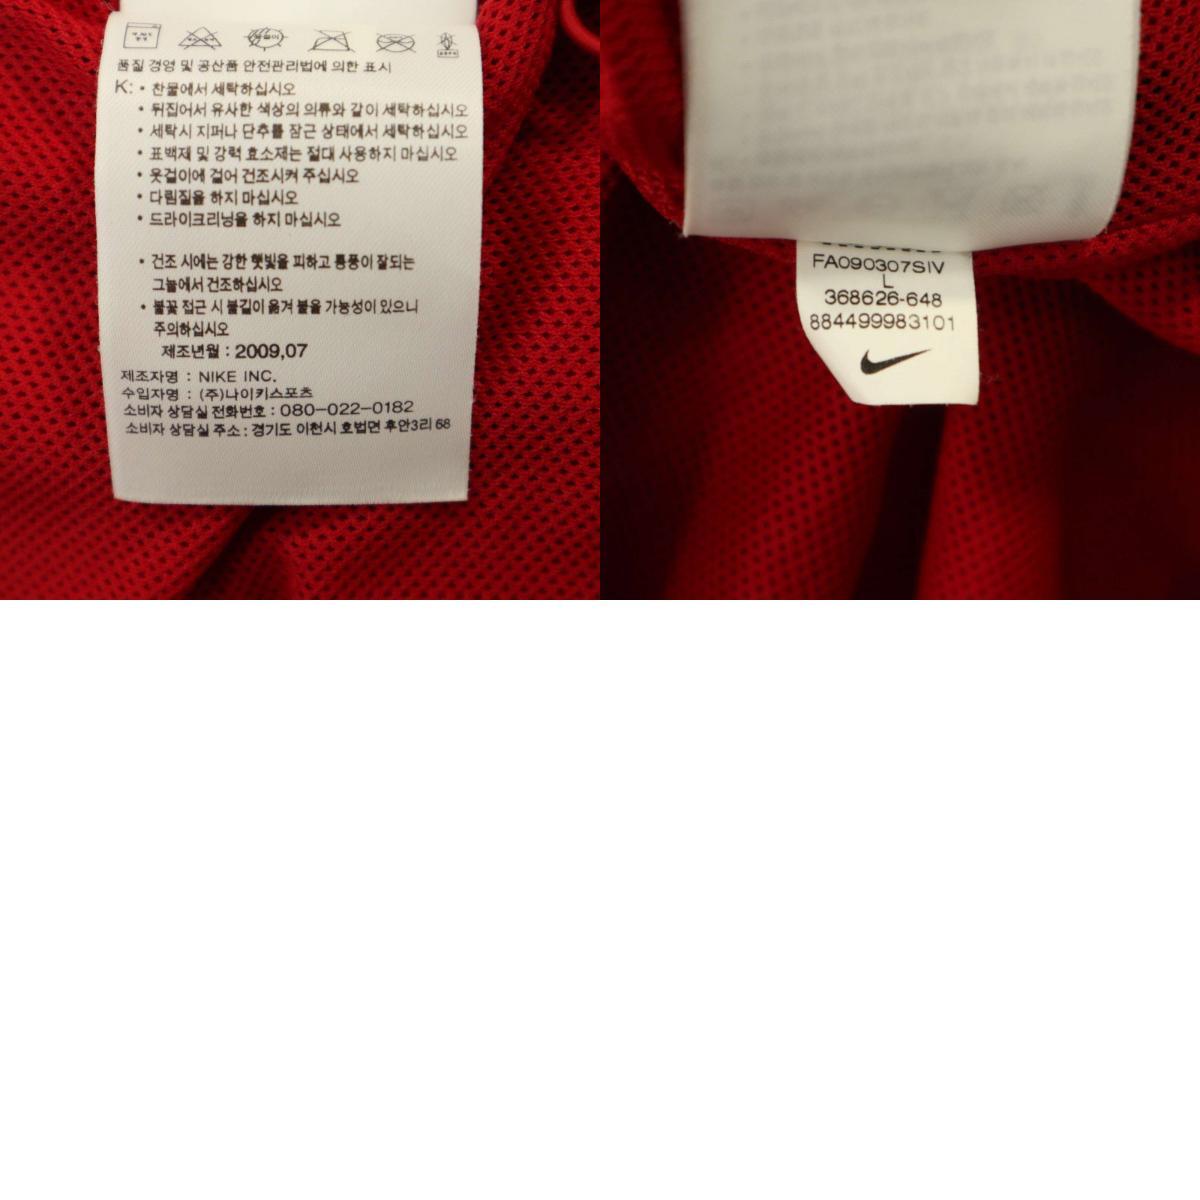 품질 경영 및 공산품 안전관리법에 의한 표시
K: • 찬물에서 세탁하십시오
• 뒤집어서 유사한 색상의 의류와 같이 세탁하십시오
• 세탁시 지퍼나 단추를 잠근 상태에서 세탁하십시오
• 표백재 및 강력 효소제는 절대 사용하지 마십시오
• 옷걸이에 걸어 건조시켜 주십시오
• 다림질을 하지 마십시오
• 드라이크리닝을 하지 마십시오
• 건조 시에는 강한 햇빛을 피하고 통풍이 잘되는
그늘에서 건조하십시오
• 불꽃 접근 시 불길이 옮겨 붙을 가능성이 있으니
주의하십시오
제조년월 : 2009,07
제조자명 : NIKE INC.
수입자명 : (주)나이키스포츠
소비자 상담실 전화번호 : 080-022-0182
소비자 상담실 주소 : 경기도 이천시 호법면 후안3리 68
FA090307SIV
L
368626-648
884499983101